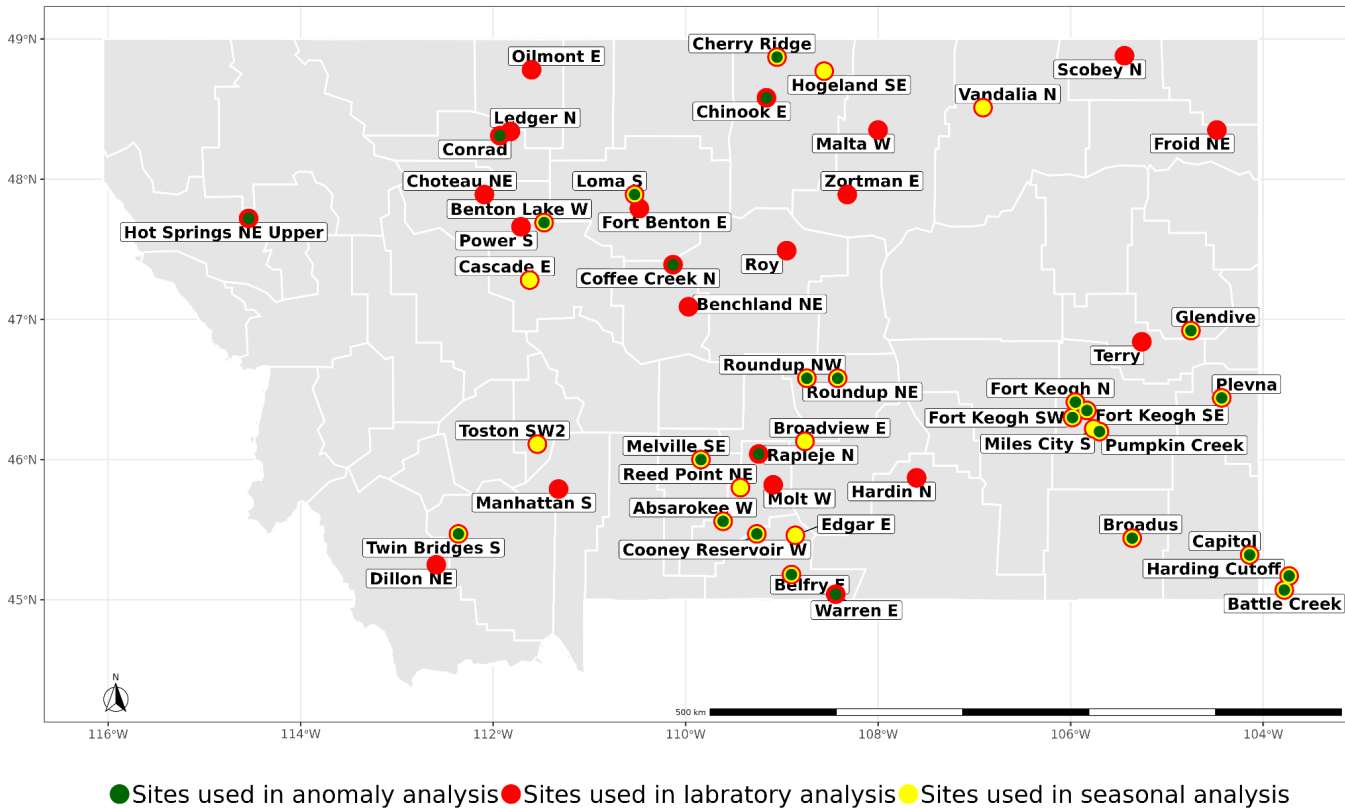 49°N
48°N
47°N
46°N
45°N
Cherry Ridge
Oilmont E
Scobey N
Hogeland SE
Vandalia N
Chinook E
Ledger N
Malta W
Froid NE
Conrad
Choteau NE
Loma S
Zortman E
Benton Lake W
Fort Benton E
Hot Springs NE Upper
Power S
Cascade E
Roy
Coffee Creek N
Benchland NE
Glendive
Terry
Roundup NW
Plevna
Fort Keogh N
Roundup NE
Fort Keogh SW
Fort Keogh SE
Toston SW2
Broadview E
Melville SE
Miles City S
Pumpkin Creek
Rapleje N
Reed Point NE
Hardin N
Manhattan S
Molt W
Absarokee W
Edgar E
Broadus
Capitol
Twin Bridges S
Cooney Reservoir W
Harding Cutoff
Dillon NE
Belfry E
Battle Creek
Warren E
N
500 km
116°W
114°W
112°W
110°W
108°W
106°W
104°W
Sites used in anomaly analysis
Sites used in labratory analysis
Sites used in seasonal analysis